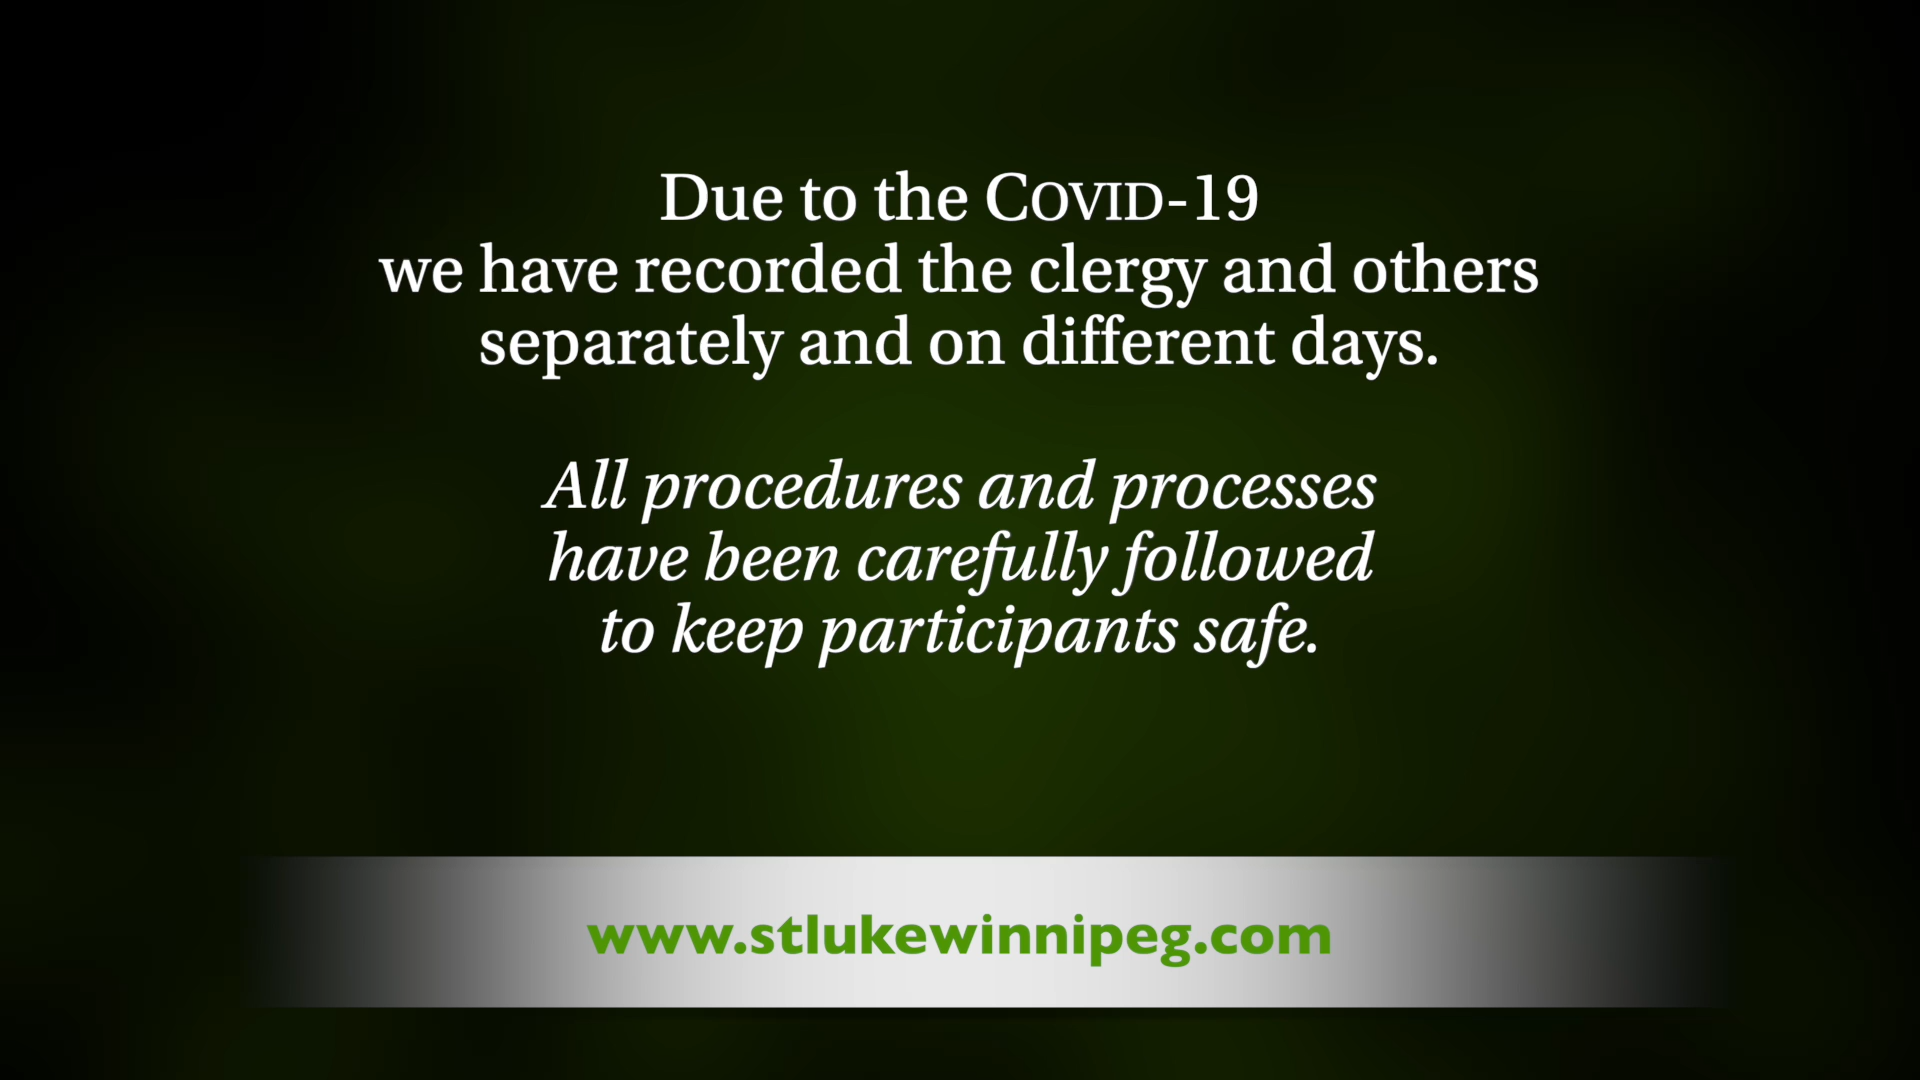 Due to the COVID-19
we have recorded the clergy and others
separately and on different days.
All procedures and processes
have been carefully followed
to keep participants safe.
www.stlukewinnipeg.com